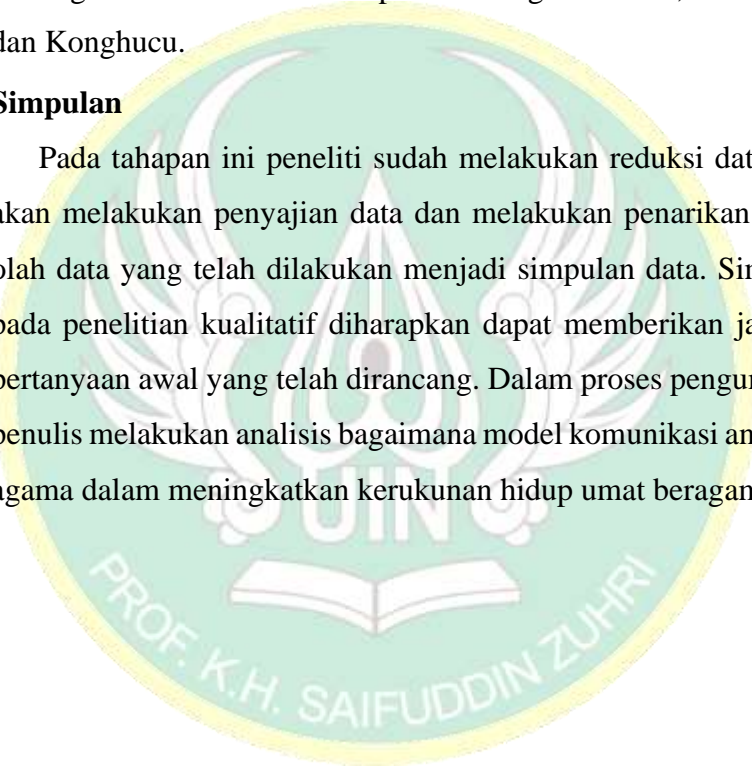 dan Konghucu.
Simpulan
Pada tahapan ini peneliti sudah melakukan reduksi dat
akan melakukan penyajian data dan melakukan penarikan
olah data yang telah dilakukan menjadi simpulan data. Sim
pada penelitian kualitatif diharapkan dapat memberikan ja
pertanyaan awal yang telah dirancang. Dalam proses pengu
penulis melakukan analisis bagaimana model komunikasi an
agama dalam meningkatkan kerukunan hidup umat beragam
UIN
PROF. K.H. SAIFUDDIN ZUHRI